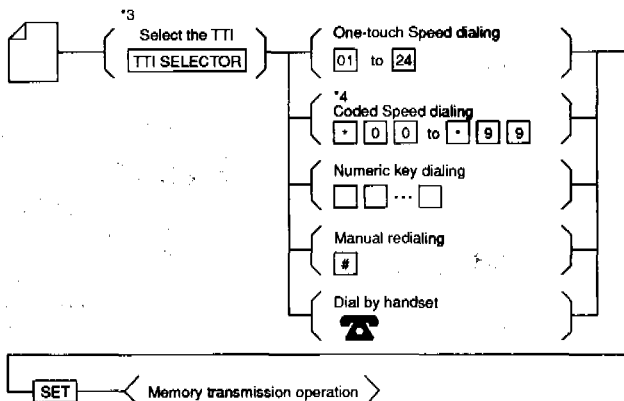 *3
Select the TTI
TTI SELECTOR
One-touch Speed dialing
01 to 24
*4
Coded Speed dialing
* 0 0 to * 9 9
Numeric key dialing
...
Manual redialing
#
Dial by handset
SET
Memory transmission operation